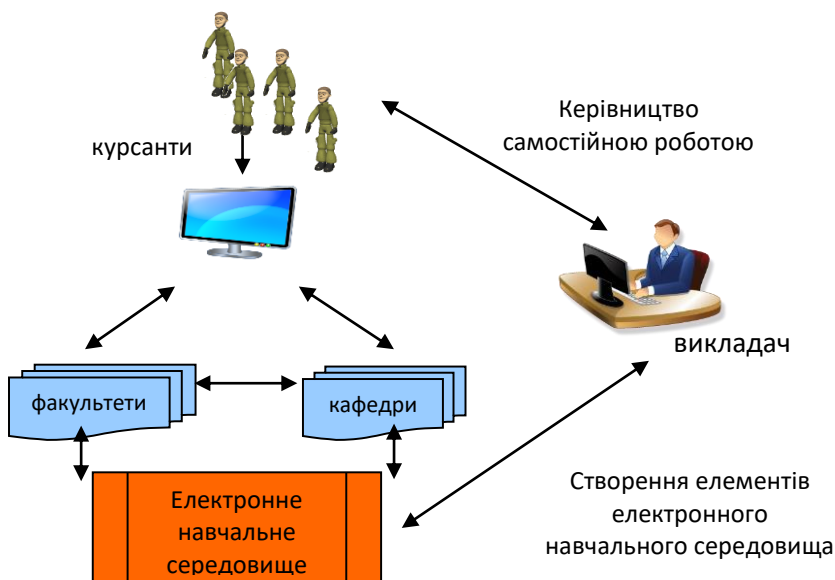 Керівництво
самостійною роботою
курсанти
викладач
факультети
кафедри
Електронне
навчальне
середовище
Створення елементів
електронного
навчального середовища